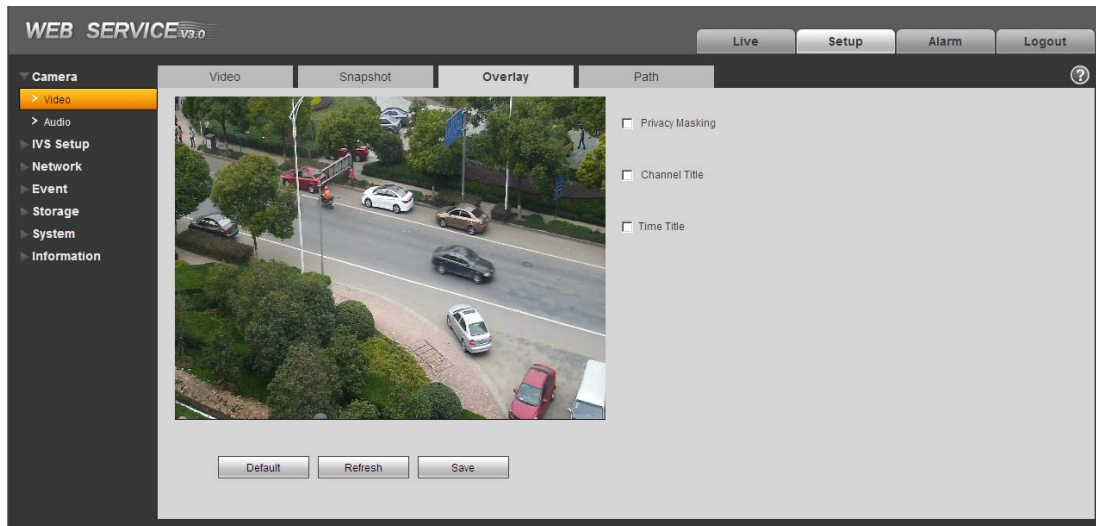 WEB SERVICE V3.0
Live
Setup
Alarm
Logout
Camera
Video
Audio
IVS Setup
Network
Event
Storage
System
Information
Video
Snapshot
Overlay
Path
?
Privacy Masking
Channel Title
Time Title
Default
Refresh
Save